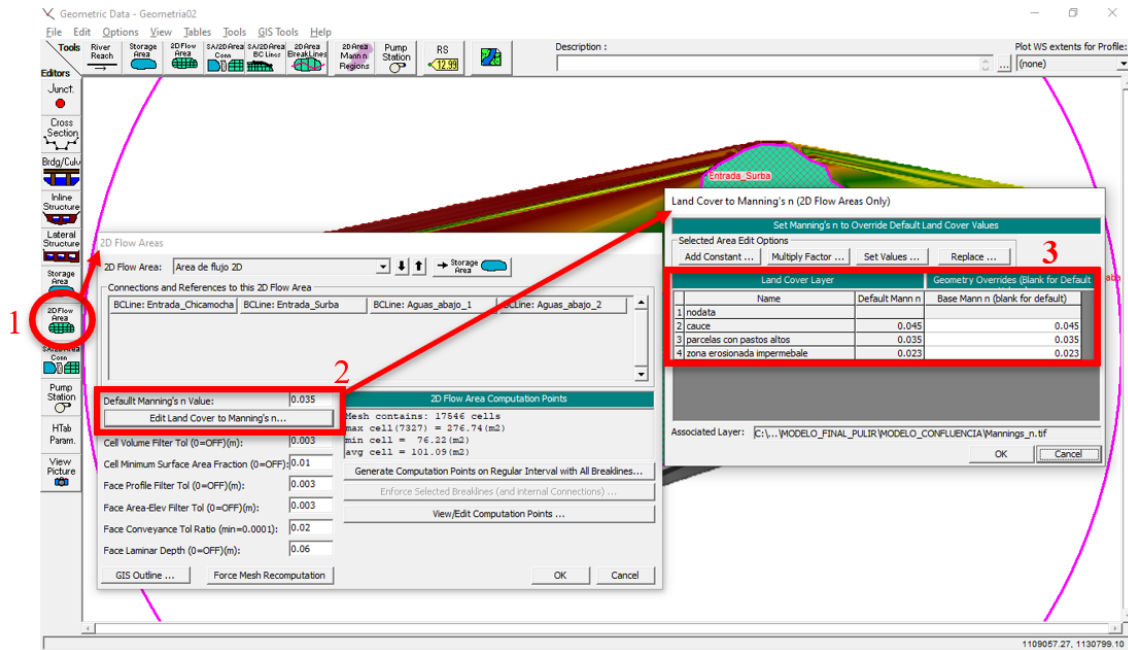 Geometric Data - Geometria02
File Edit Options View Tables Tools GIS Tools Help
Tools
River Reach
Storage Area
2D Flow Area
SA/2D Area Conn
SA/2D Area BC Lines
2D Area BreakLines
2D Area Mann n Regions
Pump Station
RS
12.99
Description :
...
Plot WS extents for Profile:
(none)
Editors
Junct.
Cross Section
Brdg/Culv
Inline Structure
Lateral Structure
Storage Area
2D Flow Area
SA/2D Area Conn
Pump Station
HTab Param.
View Picture
1
Entrada_Surba
2D Flow Areas
2D Flow Area: Area de flujo 2D
Storage Area
Connections and References to this 2D Flow Area
BCLine: Entrada_Chicamocha BCLine: Entrada_Surba BCLine: Aguas_abajo_1 BCLine: Aguas_abajo_2
2
Default Manning's n Value: 0.035
Edit Land Cover to Manning's n...
Cell Volume Filter Tol (0=OFF)(m): 0.003
Cell Minimum Surface Area Fraction (0=OFF): 0.01
Face Profile Filter Tol (0=OFF)(m): 0.003
Face Area-Elev Filter Tol (0=OFF)(m): 0.003
Face Conveyance Tol Ratio (min=0.0001): 0.02
Face Laminar Depth (0=OFF)(m): 0.06
GIS Outline ... Force Mesh Recomputation
2D Flow Area Computation Points
Mesh contains: 17546 cells
max cell(7327) = 276.74(m2)
min cell = 76.22(m2)
avg cell = 101.09(m2)
Generate Computation Points on Regular Interval with All Breaklines...
Enforce Selected Breaklines (and internal Connections) ...
View/Edit Computation Points ...
OK Cancel
Land Cover to Manning's n (2D Flow Areas Only)
Set Manning's n to Override Default Land Cover Values
Selected Area Edit Options
Add Constant ... Multiply Factor ... Set Values ... Replace ...
3
Land Cover Layer Geometry Overrides (Blank for Default
Name Default Mann n Base Mann n (blank for default)
1 nodata
2 cauce 0.045 0.045
3 parcelas con pastos altos 0.035 0.035
4 zona erosionada impermebale 0.023 0.023
Associated Layer: C:\...\MODELO_FINAL_PULIR\MODELO_CONFLUENCIA\Mannings_n.tif
OK Cancel
1109057.27, 1130799.10